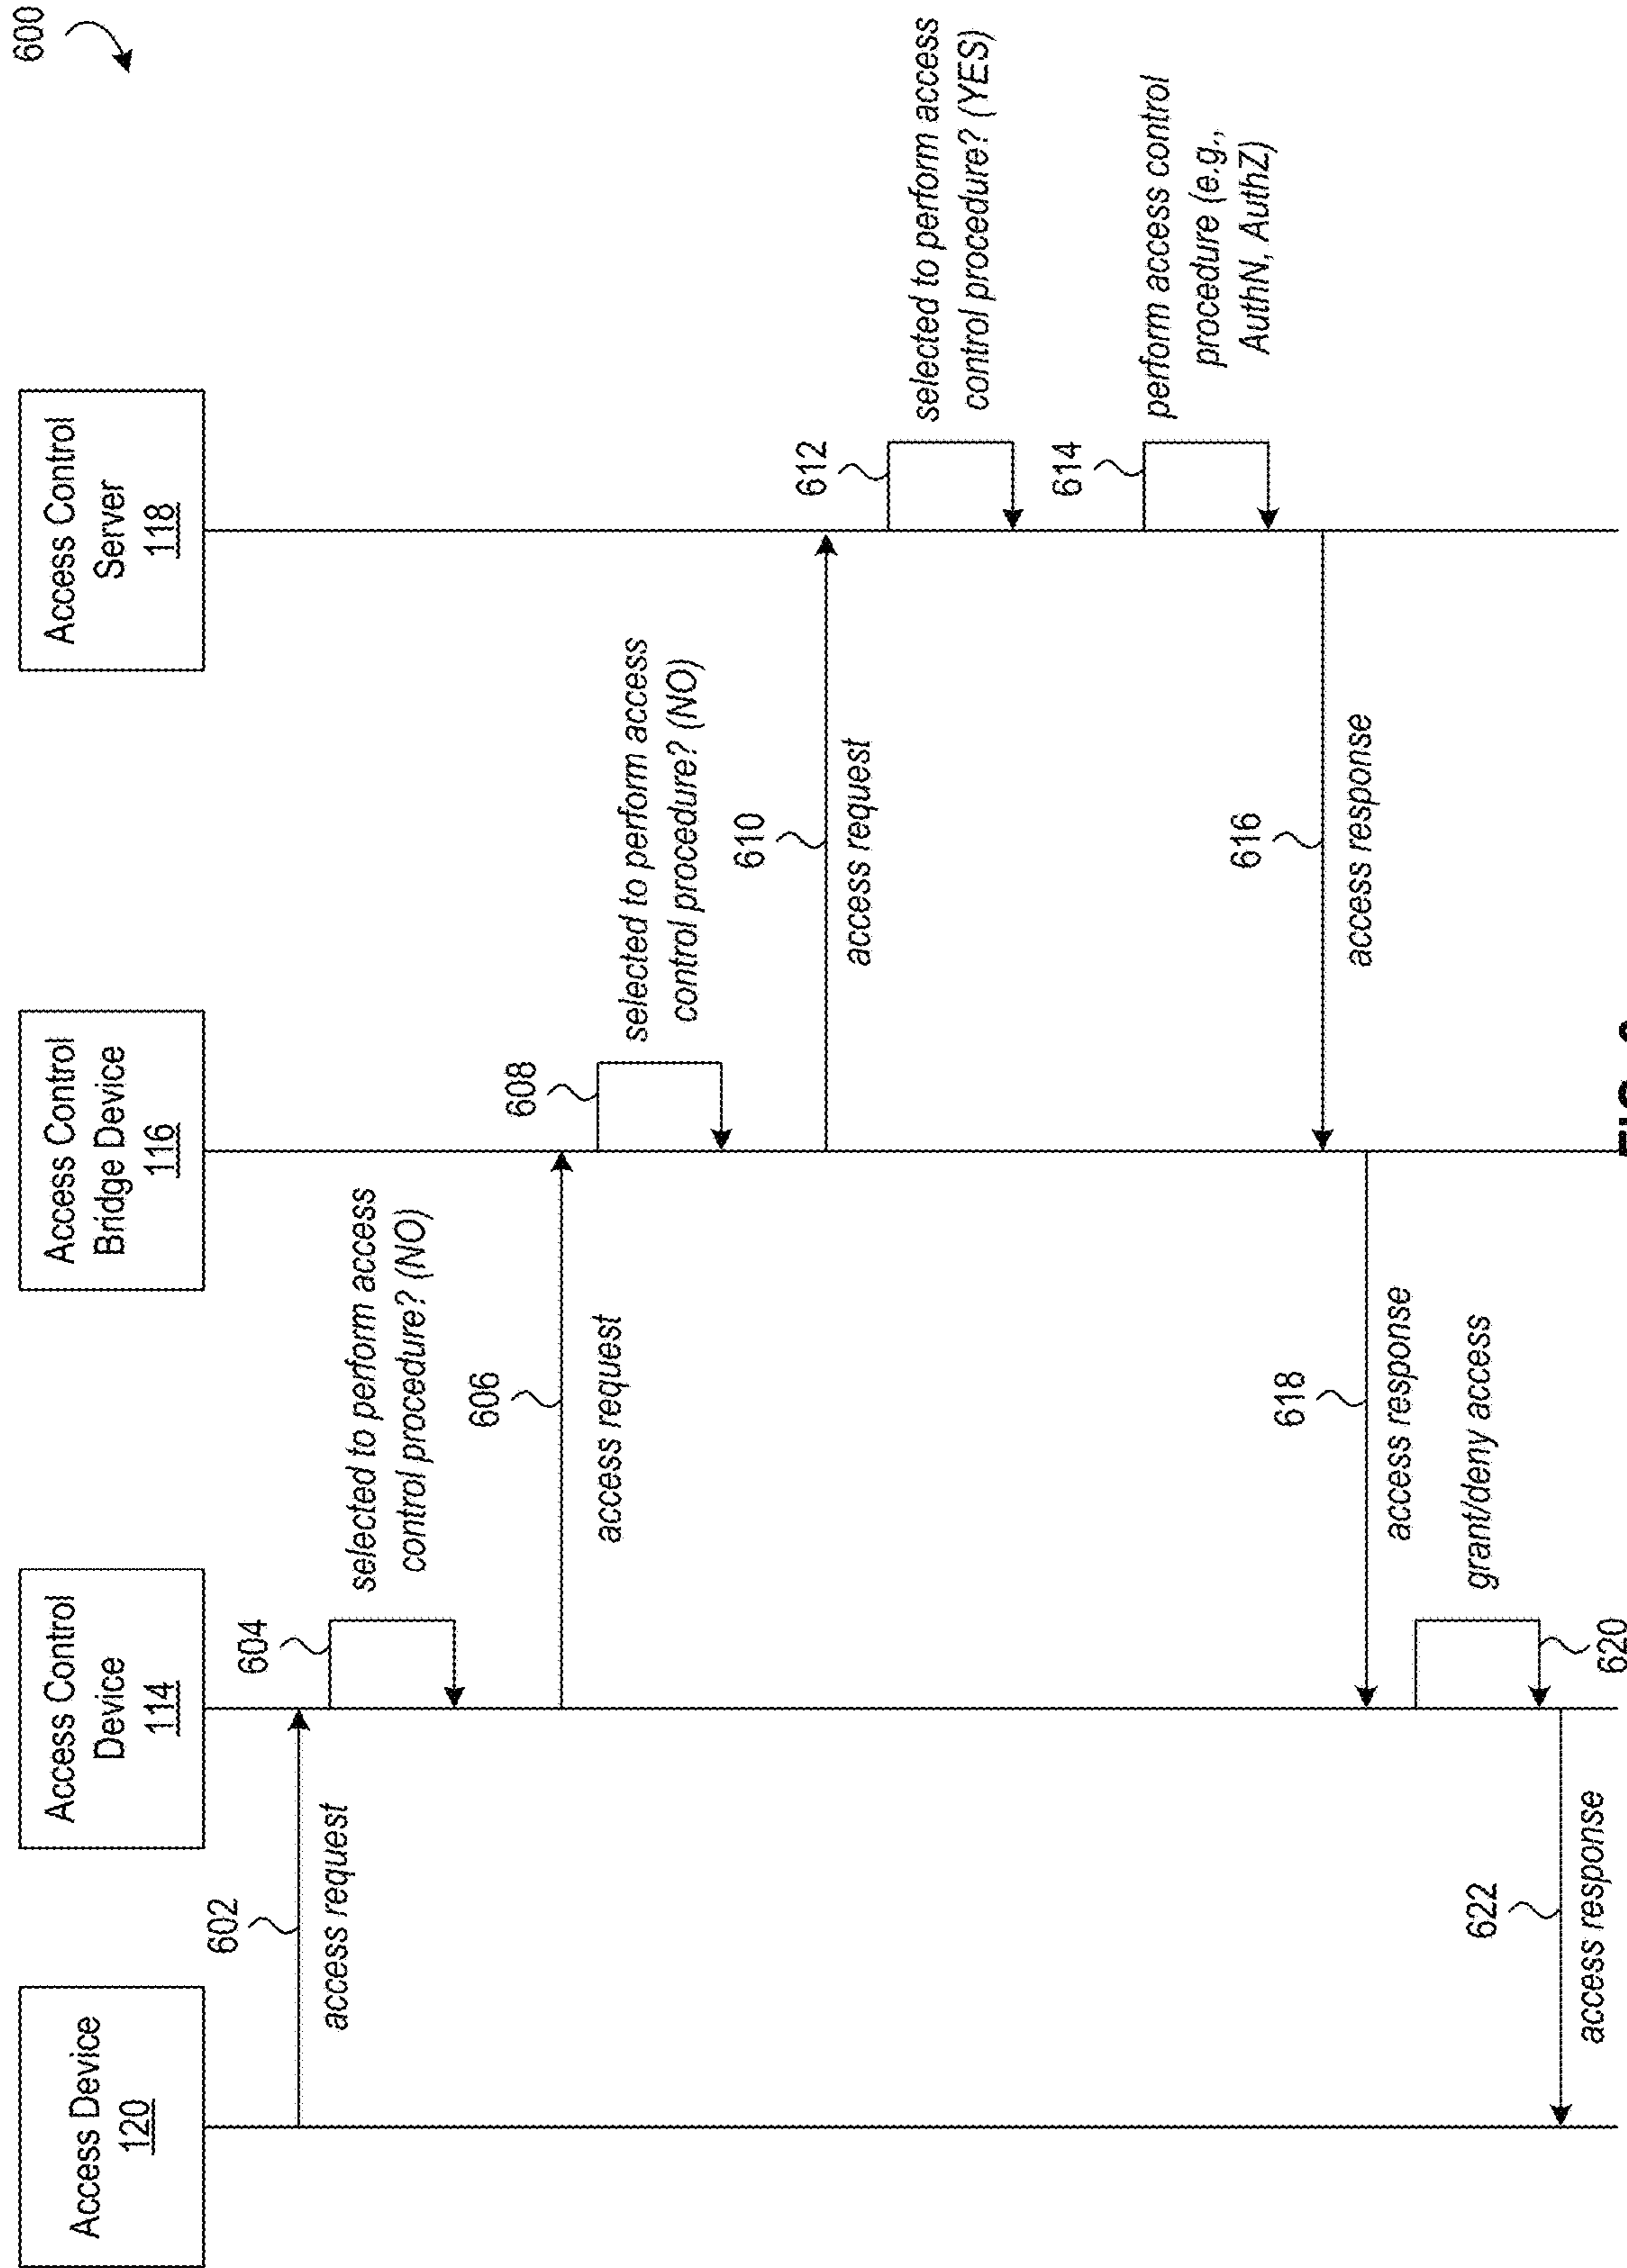 600
Access Device
120
Access Control
Device
114
Access Control
Bridge Device
116
Access Control
Server
118
602
access request
604
selected to perform access
control procedure? (NO)
606
access request
608
selected to perform access
control procedure? (NO)
610
access request
612
selected to perform access
control procedure? (YES)
614
perform access control
procedure (e.g.,
AuthN, AuthZ)
616
access response
618
access response
grant/deny access
620
622
access response